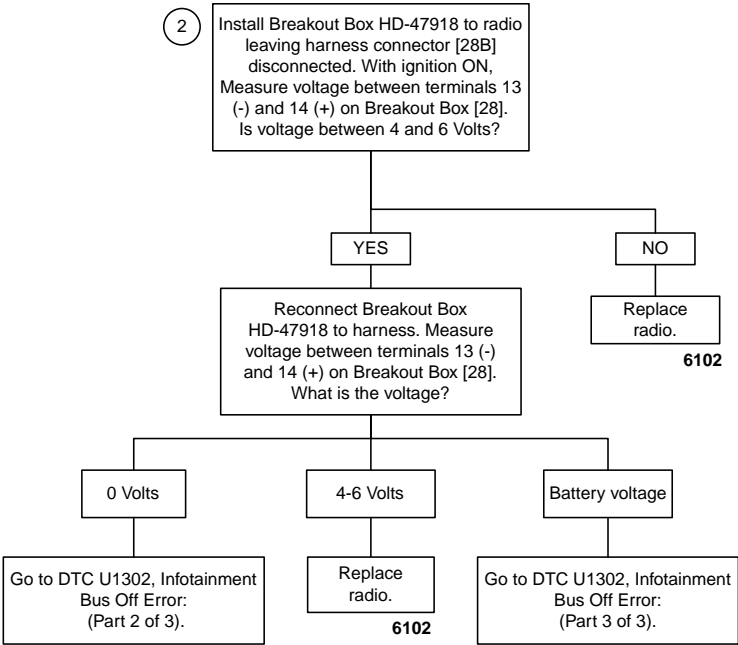 2
Install Breakout Box HD-47918 to radio
leaving harness connector [28B]
disconnected. With ignition ON,
Measure voltage between terminals 13
(-) and 14 (+) on Breakout Box [28].
Is voltage between 4 and 6 Volts?
YES
NO
Reconnect Breakout Box
HD-47918 to harness. Measure
voltage between terminals 13 (-)
and 14 (+) on Breakout Box [28].
What is the voltage?
Replace
radio.
6102
0 Volts
4-6 Volts
Battery voltage
Go to DTC U1302, Infotainment
Bus Off Error:
(Part 2 of 3).
Replace
radio.
6102
Go to DTC U1302, Infotainment
Bus Off Error:
(Part 3 of 3).